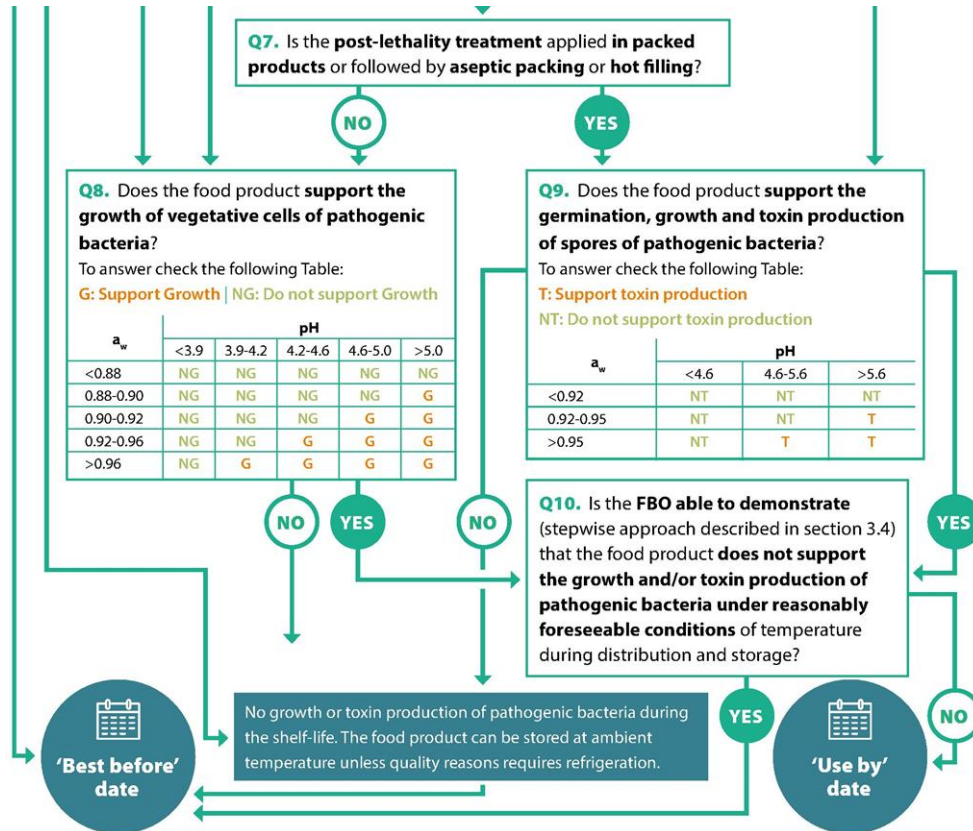 Q7. Is the post-lethality treatment applied in packed
products or followed by aseptic packing or hot filling?
NO
YES
Q8. Does the food product support the
growth of vegetative cells of pathogenic
bacteria?
To answer check the following Table:
G: Support Growth | NG: Do not support Growth
aw
pH
<3.9 3.9-4.2 4.2-4.6 4.6-5.0 >5.0
<0.88 NG NG NG NG NG
0.88-0.90 NG NG NG NG G
0.90-0.92 NG NG NG G G
0.92-0.96 NG NG G G G
>0.96 NG G G G G
Q9. Does the food product support the
germination, growth and toxin production
of spores of pathogenic bacteria?
To answer check the following Table:
T: Support toxin production
NT: Do not support toxin production
aw
pH
<4.6 4.6-5.6 >5.6
<0.92 NT NT NT
0.92-0.95 NT NT T
>0.95 NT T T
NO
YES
NO
YES
Q10. Is the FBO able to demonstrate
(stepwise approach described in section 3.4)
that the food product does not support
the growth and/or toxin production of
pathogenic bacteria under reasonably
foreseeable conditions of temperature
during distribution and storage?
YES
NO
'Best before'
date
No growth or toxin production of pathogenic bacteria during
the shelf-life. The food product can be stored at ambient
temperature unless quality reasons requires refrigeration.
'Use by'
date